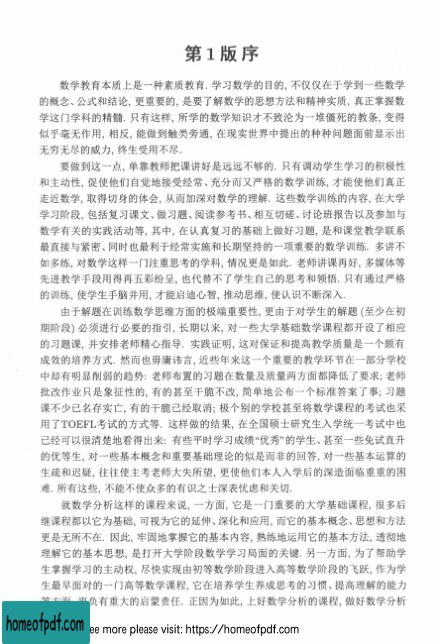 第1版序
数学教育本质上是一种素质教育. 学习数学的目的, 不仅仅在于学到一些数学
的概念、公式和结论, 更重要的, 是要了解数学的思想方法和精神实质, 真正掌握数
学这门学科的精髓. 只有这样, 所学的数学知识才不致沦为一堆僵死的教条, 变得
似乎毫无作用, 相反, 能做到触类旁通, 在现实世界中提出的种种问题面前显示出
无穷无尽的威力, 终生受用不尽.
要做到这一点, 单靠教师把课讲好是远远不够的. 只有调动学生学习的积极性
和主动性, 促使他们自觉地接受经常、充分而又严格的数学训练, 才能使他们真正
走近数学, 取得切身的体会, 从而加深对数学的理解. 这些数学训练的内容, 在大学
学习阶段, 包括复习课文、做习题、阅读参考书、相互切磋、讨论班报告以及参加与
数学有关的实践活动等, 其中, 在认真复习的基础上做好习题, 是和课堂教学联系
最直接与紧密、同时也最利于经常实施和长期坚持的一项重要的数学训练. 多讲不
如多练, 对数学这样一门注重思考的学科, 情况更是如此. 老师讲课再好, 多媒体等
先进教学手段用得再五彩纷呈, 也代替不了学生自己的思考和领悟. 只有通过严格
的训练, 使学生手脑并用, 才能启迪心智, 推动思维, 使认识不断深入.
由于解题在训练数学思维方面的极端重要性, 更由于对学生的解题 (至少在初
期阶段) 必须进行必要的指引, 长期以来, 对一些大学基础数学课程都开设了相应
的习题课, 并安排老师精心指导. 实践证明, 这对保证和提高教学质量是一个颇有
成效的培养方式. 然而也毋庸讳言, 近些年来这一个重要的教学环节在一部分学校
中却有明显削弱的趋势: 老师布置的习题在数量及质量两方面都降低了要求; 老师
批改作业只是象征性的, 有的甚至干脆不改, 简单地公布一个标准答案了事; 习题
课不少已名存实亡, 有的干脆已经取消; 极个别的学校甚至将数学课程的考试也采
用了TOEFL考试的方式等. 这样做的结果, 在全国硕士研究生入学统一考试中也
已经可以很清楚地看得出来: 有些平时学习成绩“优秀”的学生、甚至一些免试直升
的优等生, 对一些基本概念和重要基础理论的似是而非的回答, 对一些基本运算的
生疏和迟疑, 往往使主考老师大失所望, 更使他们本人入学后的深造面临重重的困
难. 所有这些, 不能不使众多的有识之士深表忧虑和关切.
就数学分析这样的课程来说, 一方面, 它是一门重要的大学基础课程, 很多后
继课程都以它为基础, 可视为它的延伸、深化和应用, 而它的基本概念、思想和方法
更是无所不在. 因此, 牢固地掌握它的基本内容, 熟练地运用它的基本方法, 透彻地
理解它的基本思想, 是打开大学阶段数学学习局面的关键. 另一方面, 为了帮助学
生掌握学习的主动权, 尽快实现由初等数学阶段进入高等数学阶段的飞跃, 作为学
生最早面对的一门高等数学课程, 它在培养学生养成思考的习惯、提高理解的能力
更负有重大的启蒙责任. 正因为如此, 上好数学分析的课程, 做好数学分析
homeofpdf.com
ee more please visit: https://homeofpdf.com